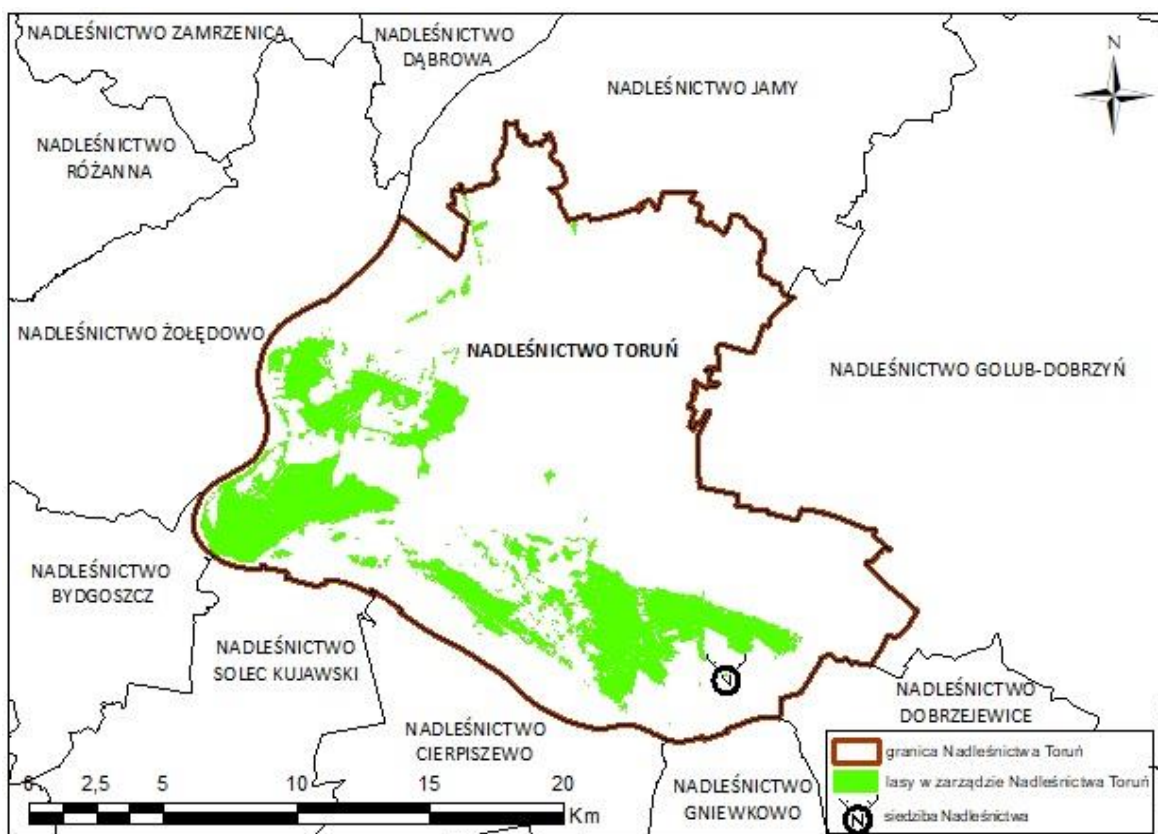 NADLEŚNICTWO ZAMRZENICA
NADLEŚNICTWO
DĄBROWA
NADLEŚNICTWO JAMY
N
NADLEŚNICTWO
RÓŻANNA
NADLEŚNICTWO ŻOŁĘDOWO
NADLEŚNICTWO TORUŃ
NADLEŚNICTWO GOLUB-DOBRZYŃ
NADLEŚNICTWO
BYDGOSZCZ
NADLEŚNICTWO
SOLEC KUJAWSKI
NADLEŚNICTWO
CIERPISZEWO
NADLEŚNICTWO
DOBRZEJEWICE
NADLEŚNICTWO
GNIEWKOWO
granica Nadleśnictwa Toruń
lasy w zarządzie Nadleśnictwa Toruń
N siedziba Nadleśnictwa
0 2,5 5 10 15 20
Km